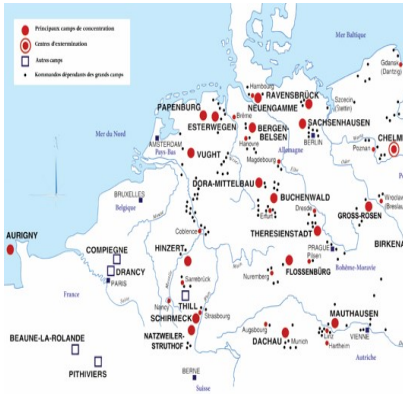 Principaux camps de concentration
Centres d'extermination
Autres camps
Kommandos dépendants des grands camps
Mer Baltique
Gdansk
(Dantzig)
Hambourg
RAVENSBRÜCK
NEUENGAMME
Szczecin
(Stettin)
PAPENBURG
ESTERWEGEN
Brême
BERGEN-
BELSEN
SACHSENHAUSEN
Mer du Nord
AMSTERDAM
Pays-Bas
Hanovre
Allemagne
BERLIN
Poznan
CHELM
VUGHT
Magdebourg
DORA-MITTELBAU
BUCHENWALD
Erfurt
Dresde
GROSS-ROSEN
Wroclaw
(Breslau
BRUXELLES
Belgique
Coblence
THERESIENSTADT
PRAGUE
BIRKENA
AURIGNY
HINZERT
COMPIEGNE
DRANCY
PARIS
FLOSSENBÜRG
Bohême-Moravie
Nuremberg
France
Sarrebrück
THILL
Nancy
Strasbourg
SCHIRMECK
NATZWEILER-
STRUTHOF
Augsbourg
DACHAU
Munich
MAUTHAUSEN
Linz
Hartheim
VIENNE
Autriche
BEAUNE-LA-ROLANDE
PITHIVIERS
BERNE
Suisse